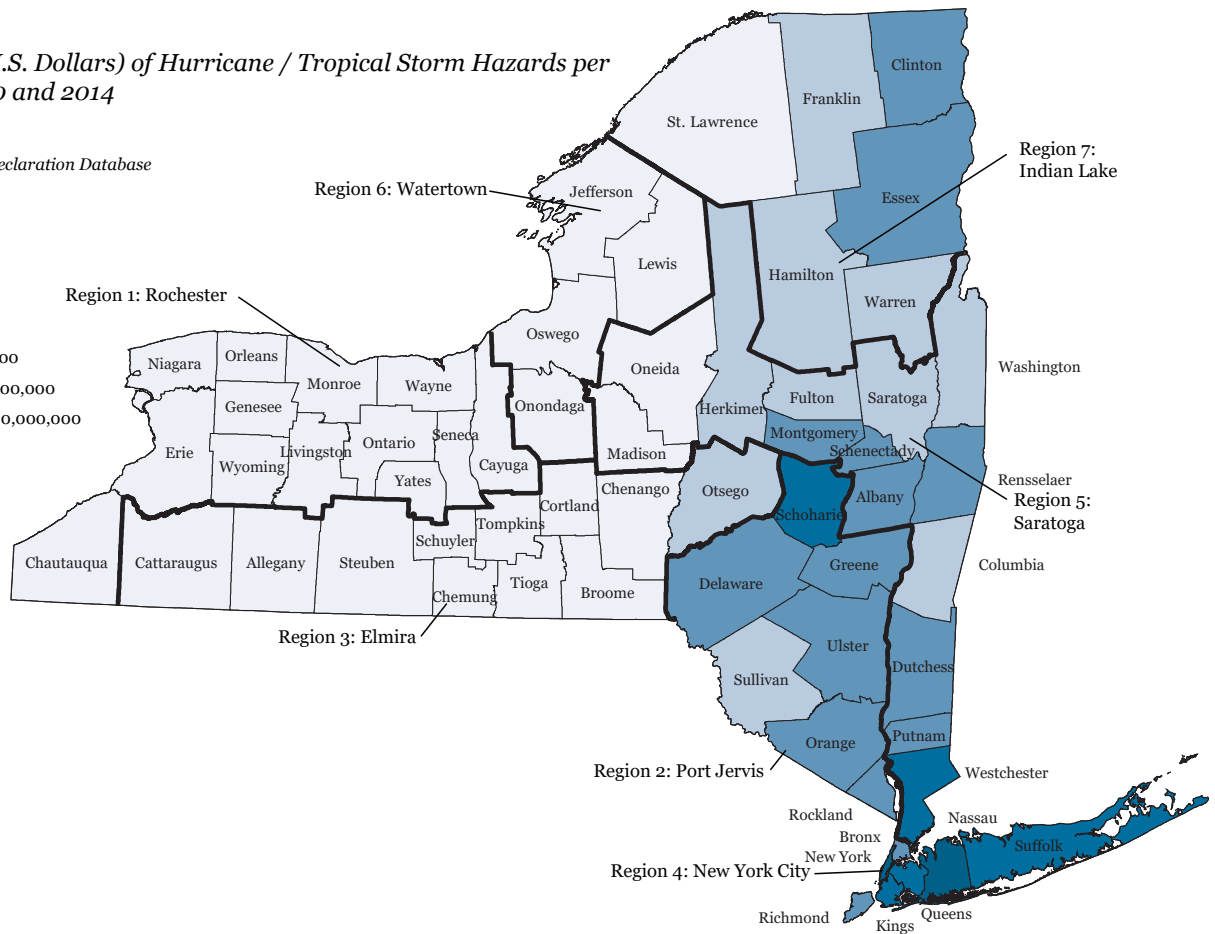 .S. Dollars) of Hurricane / Tropical Storm Hazards per
and 2014
eclaration Database
00
00,000
0,000,000
Clinton
Franklin
St. Lawrence
Region 7:
Indian Lake
Region 6: Watertown
Jefferson
Essex
Lewis
Hamilton
Region 1: Rochester
Warren
Oswego
Niagara
Orleans
Oneida
Washington
Monroe
Wayne
Fulton
Saratoga
Genesee
Onondaga
Herkimer
Montgomery
Ontario
Seneca
Erie
Livingston
Schenectady
Wyoming
Cayuga
Madison
Yates
Rensselaer
Otsego
Albany
Region 5:
Saratoga
Chenango
Cortland
Schoharie
Tompkins
Schuyler
Chautauqua
Cattaraugus
Allegany
Steuben
Greene
Columbia
Tioga
Delaware
Broome
Chemung
Region 3: Elmira
Ulster
Dutchess
Sullivan
Putnam
Orange
Region 2: Port Jervis
Westchester
Rockland
Nassau
Bronx
Suffolk
New York
Region 4: New York City
Richmond
Queens
Kings